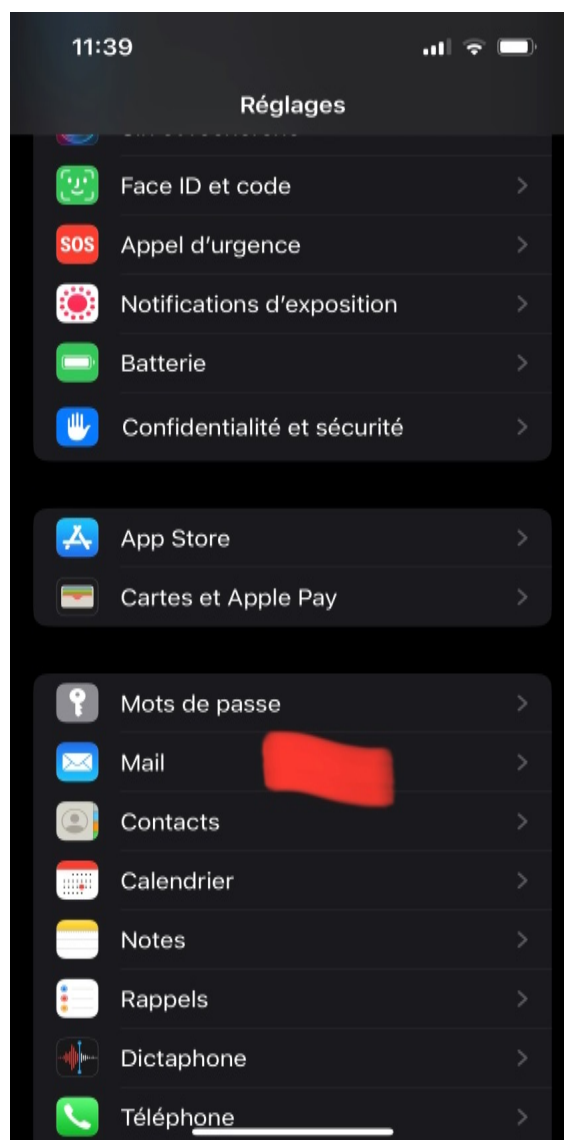 11:39
Réglages
Face ID et code
SOS Appel d'urgence
Notifications d'exposition
Batterie
Confidentialité et sécurité
App Store
Cartes et Apple Pay
Mots de passe
Mail
Contacts
Calendrier
Notes
Rappels
Dictaphone
Téléphone